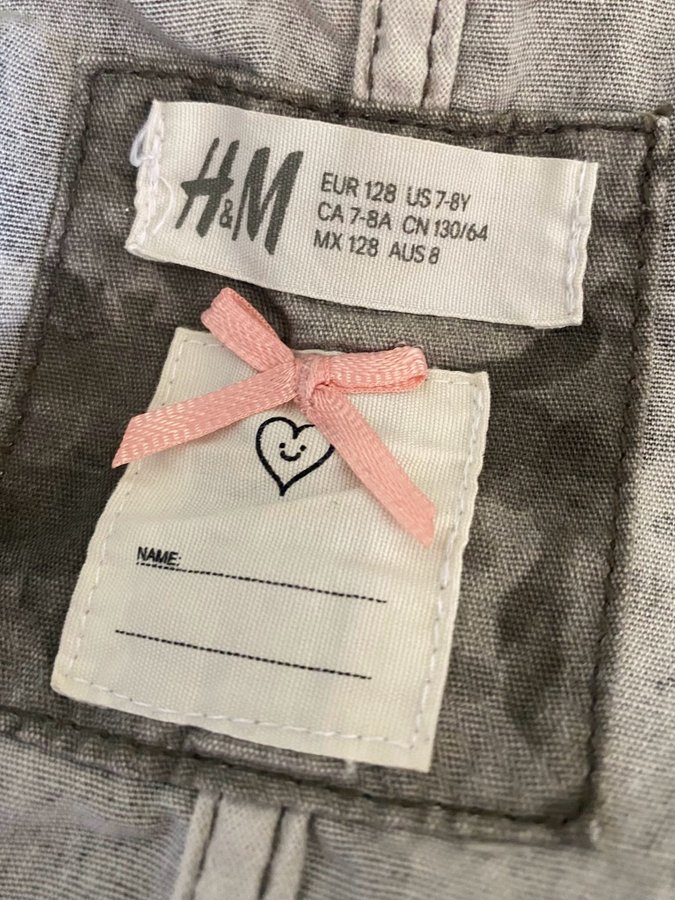 H&M
EUR 128 US 7-8Y
CA 7-8A CN 130/64
MX 128 AUS 8
NAME: